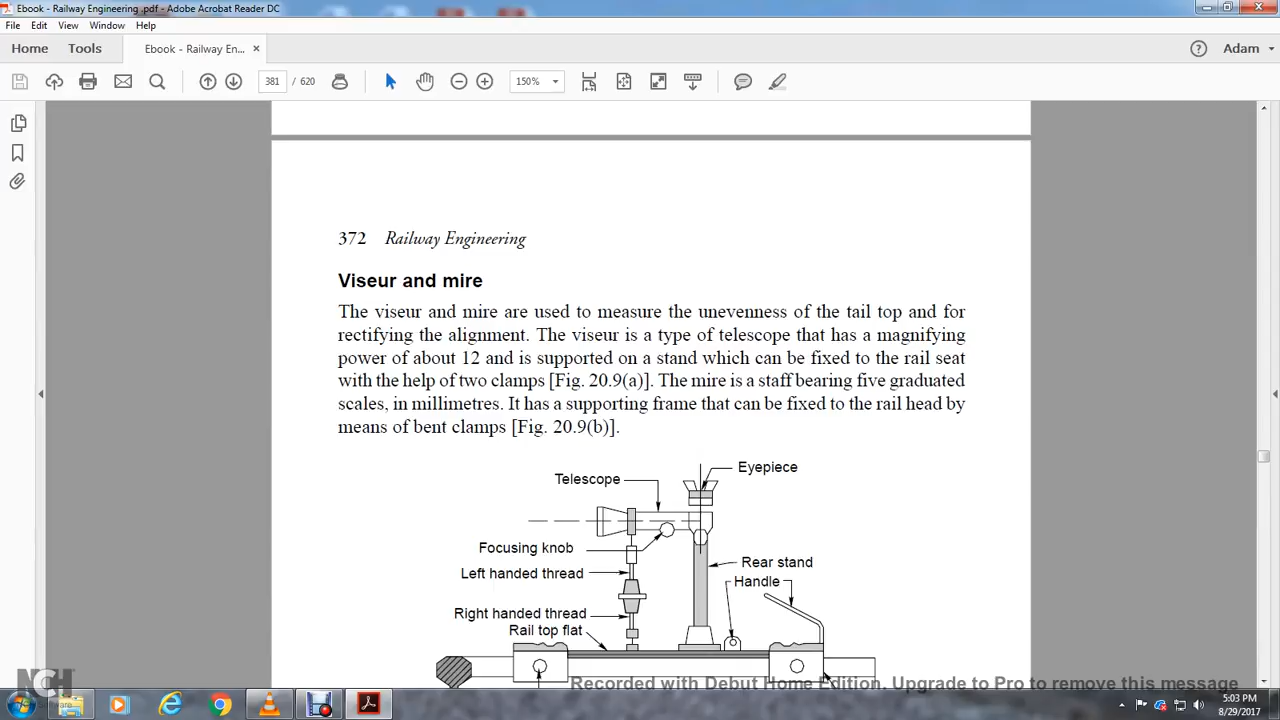 Ebook - Railway Engineering .pdf - Adobe Acrobat Reader DC
File Edit View Window Help
Home Tools Ebook - Railway En... × Adam
381 / 620 150%
372 Railway Engineering
Viseur and mire
The viseur and mire are used to measure the unevenness of the tail top and for
rectifying the alignment. The viseur is a type of telescope that has a magnifying
power of about 12 and is supported on a stand which can be fixed to the rail seat
with the help of two clamps [Fig. 20.9(a)]. The mire is a staff bearing five graduated
scales, in millimetres. It has a supporting frame that can be fixed to the rail head by
means of bent clamps [Fig. 20.9(b)].
Eyepiece
Telescope
Focusing knob
Rear stand
Left handed thread
Handle
Right handed thread
Rail top flat
Recorded with Debut Home Edition. Upgrade to Pro to remove this message
NCH
Software
5:03 PM
8/29/2017